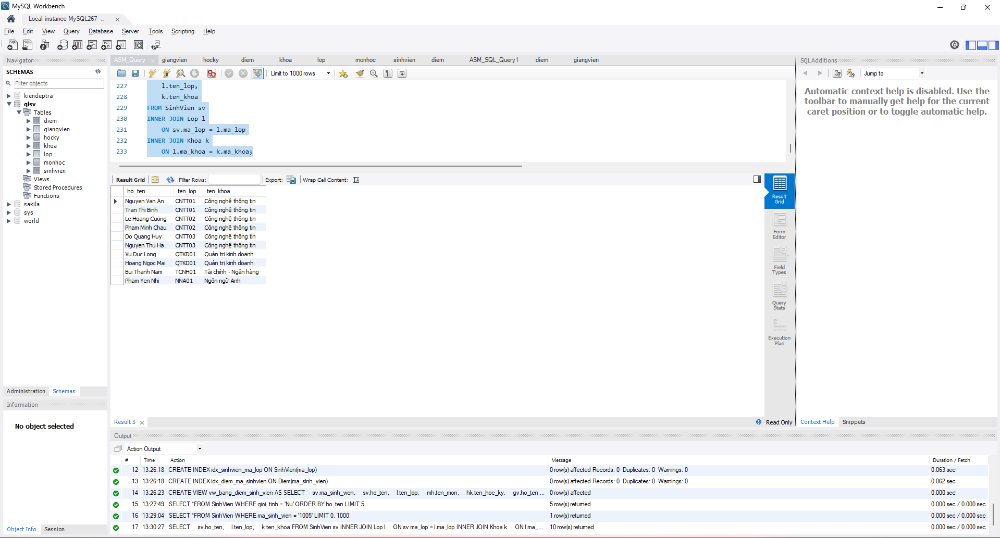 MySQL Workbench
Local instance MySQL267 -...
File Edit View Query Database Server Tools Scripting Help
Navigator
SCHEMAS
Filter objects
kiendeptrai
qlsv
Tables
diem
giangvien
hocky
khoa
lop
monhoc
sinhvien
Views
Stored Procedures
Functions
sakila
sys
world
Administration Schemas
Information
No object selected
Object Info Session
ASM_Query giangvien hocky diem khoa lop monhoc sinhvien diem ASM_SQL_Query1 diem giangvien
Limit to 1000 rows
227 l.ten_lop,
228 k.ten_khoa
229 FROM SinhVien sv
230 INNER JOIN Lop l
231 ON sv.ma_lop = l.ma_lop
232 INNER JOIN Khoa k
233 ON l.ma_khoa = k.ma_khoa;
Result Grid Filter Rows: Export: Wrap Cell Content:
ho_ten ten_lop ten_khoa
Nguyen Van An CNTT01 Công nghệ thông tin
Tran Thi Binh CNTT01 Công nghệ thông tin
Le Hoang Cuong CNTT02 Công nghệ thông tin
Pham Minh Chau CNTT02 Công nghệ thông tin
Do Quang Huy CNTT03 Công nghệ thông tin
Nguyen Thu Ha CNTT03 Công nghệ thông tin
Vu Duc Long QTKD01 Quản trị kinh doanh
Hoang Ngoc Mai QTKD01 Quản trị kinh doanh
Bui Thanh Nam TCNH01 Tài chính - Ngân hàng
Pham Yen Nhi NNA01 Ngôn ngữ Anh
Result
Grid
Form
Editor
Field
Types
Query
Stats
Execution
Plan
Result 3 Read Only
SQLAdditions
Jump to
Automatic context help is disabled. Use the
toolbar to manually get help for the current
caret position or to toggle automatic help.
Context Help Snippets
Output
Action Output
# Time Action Message Duration / Fetch
12 13:26:18 CREATE INDEX idx_sinhvien_ma_lop ON SinhVien(ma_lop) 0 row(s) affected Records: 0 Duplicates: 0 Warnings: 0 0.063 sec
13 13:26:18 CREATE INDEX idx_diem_ma_sinhvien ON Diem(ma_sinh_vien) 0 row(s) affected Records: 0 Duplicates: 0 Warnings: 0 0.062 sec
14 13:26:23 CREATE VIEW vw_bang_diem_sinh_vien AS SELECT sv.ma_sinh_vien, sv.ho_ten, l.ten_lop, mh.ten_mon, hk.ten_hoc_ky, gv.ho_ten ... 0 row(s) affected 0.000 sec
15 13:27:49 SELECT *FROM SinhVien WHERE gioi_tinh = 'Nu' ORDER BY ho_ten LIMIT 5 5 row(s) returned 0.000 sec / 0.000 sec
16 13:29:04 SELECT *FROM SinhVien WHERE ma_sinh_vien = '1005' LIMIT 0, 1000 1 row(s) returned 0.000 sec / 0.000 sec
17 13:30:27 SELECT sv.ho_ten, l.ten_lop, k.ten_khoa FROM SinhVien sv INNER JOIN Lop l ON sv.ma_lop = l.ma_lop INNER JOIN Khoa k ON l.ma_... 10 row(s) returned 0.000 sec / 0.000 sec